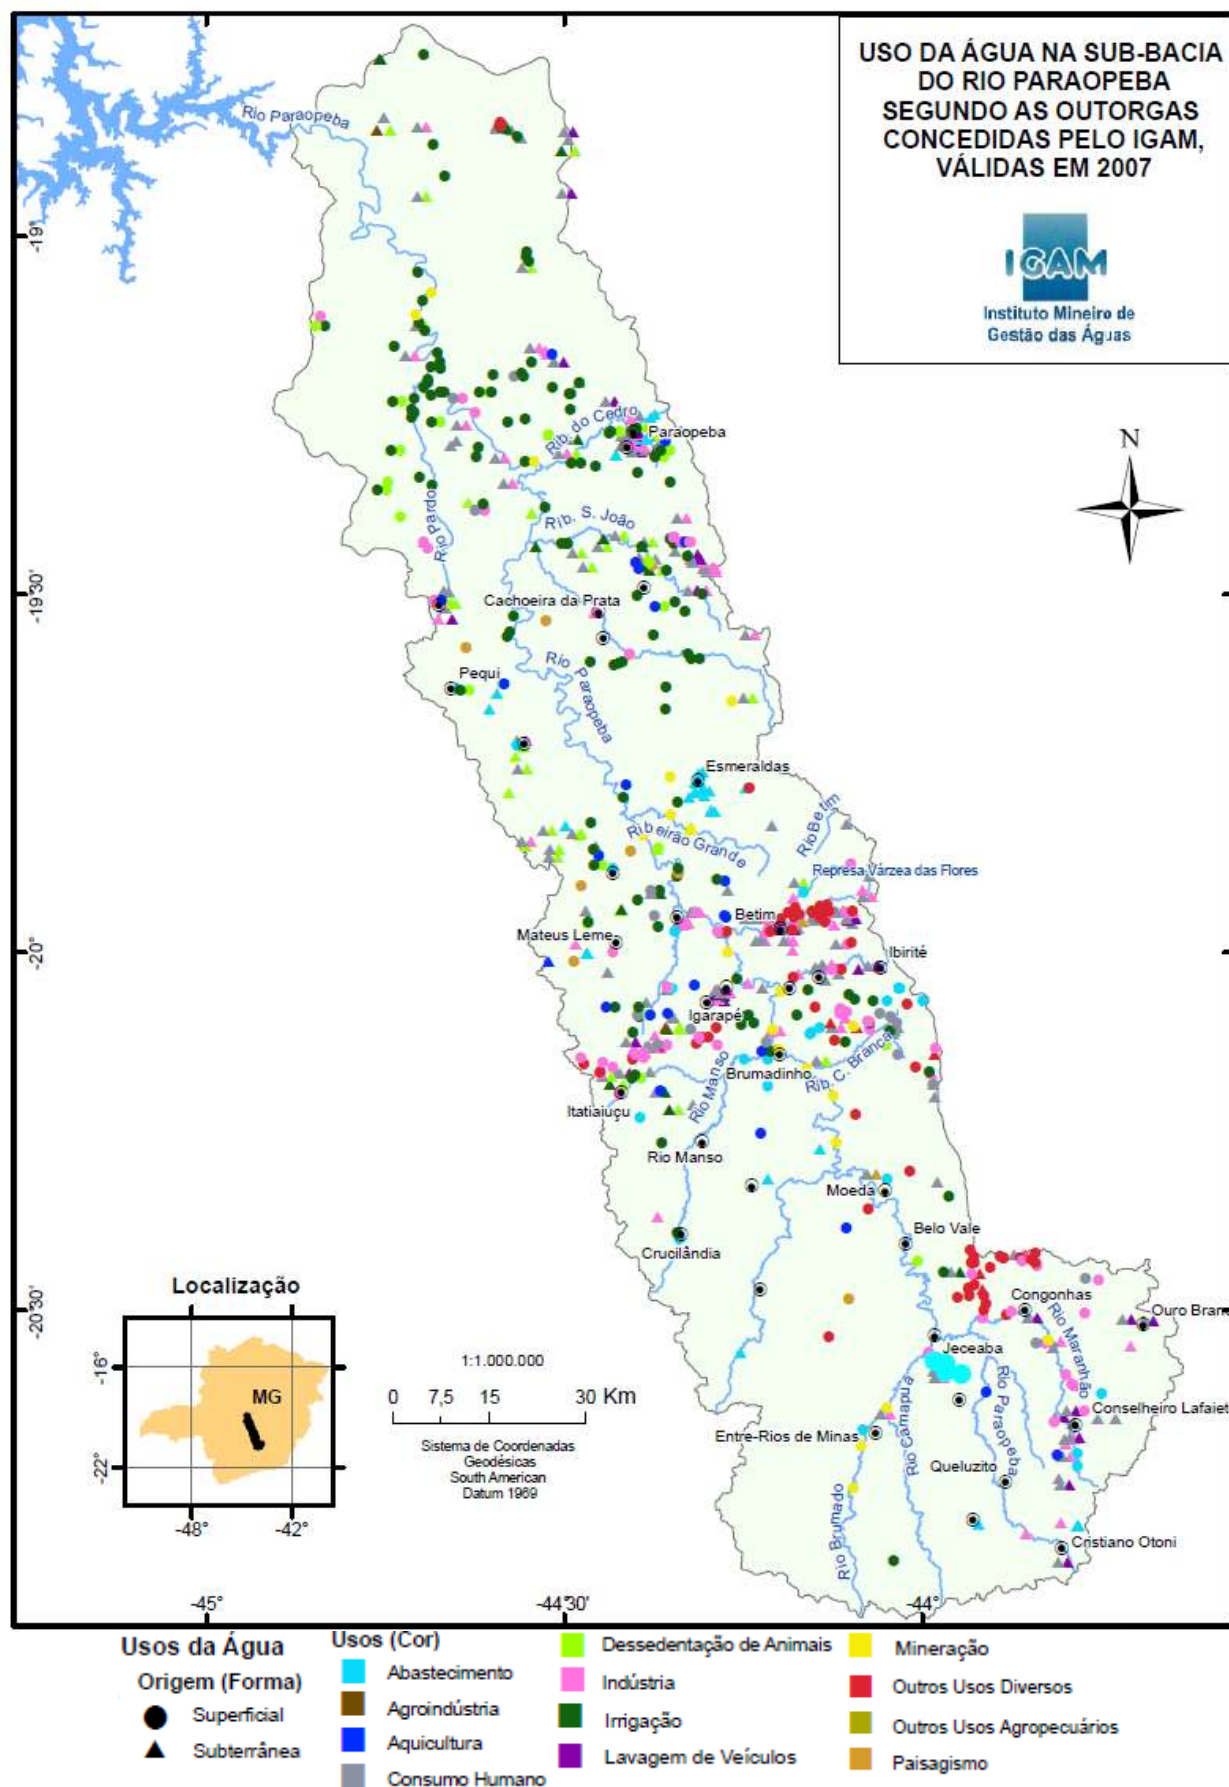 USO DA ÁGUA NA SUB-BACIA
DO RIO PARAOPEBA
SEGUNDO AS OUTORGAS
CONCEDIDAS PELO IGAM,
VÁLIDAS EM 2007
IGAM
Instituto Mineiro de
Gestão das Águas
Rio Paraopeba
-19°
N
Rib. do Cedro
Paraopeba
Rio Pardo
Rib. S. João
-19°30'
Cachoeira da Prata
Rio Paraopeba
Pequi
Esmeraldas
Rio Betim
Ribeirão Grande
Represa Várzea das Flores
Betim
Mateus Leme
-20°
Ibirité
Igarapé
Brumadinho
Rib. C. Branca
Rio Manso
Itatiaiuçu
Rio Manso
Moeda
Belo Vale
Crucilândia
Localização
-20°30'
Congonhas
Ouro Bran
Rio Maranhão
Jeceaba
-16°
MG
-22°
-48°
-42°
1:1.000.000
0 7,5 15 30 Km
Sistema de Coordenadas
Geodésicas
South American
Datum 1969
Rio Camapuã
Rio Paraopeba
Conselheiro Lafaiet
Entre-Rios de Minas
Queluzito
Rio Brumado
Cristiano Otoni
-45°
-44°30'
-44°
Usos da Água
Origem (Forma)
Superficial
Subterrânea
Usos (Cor)
Abastecimento
Agroindústria
Aquicultura
Consumo Humano
Dessedentação de Animais
Indústria
Irrigação
Lavagem de Veículos
Mineração
Outros Usos Diversos
Outros Usos Agropecuários
Paisagismo